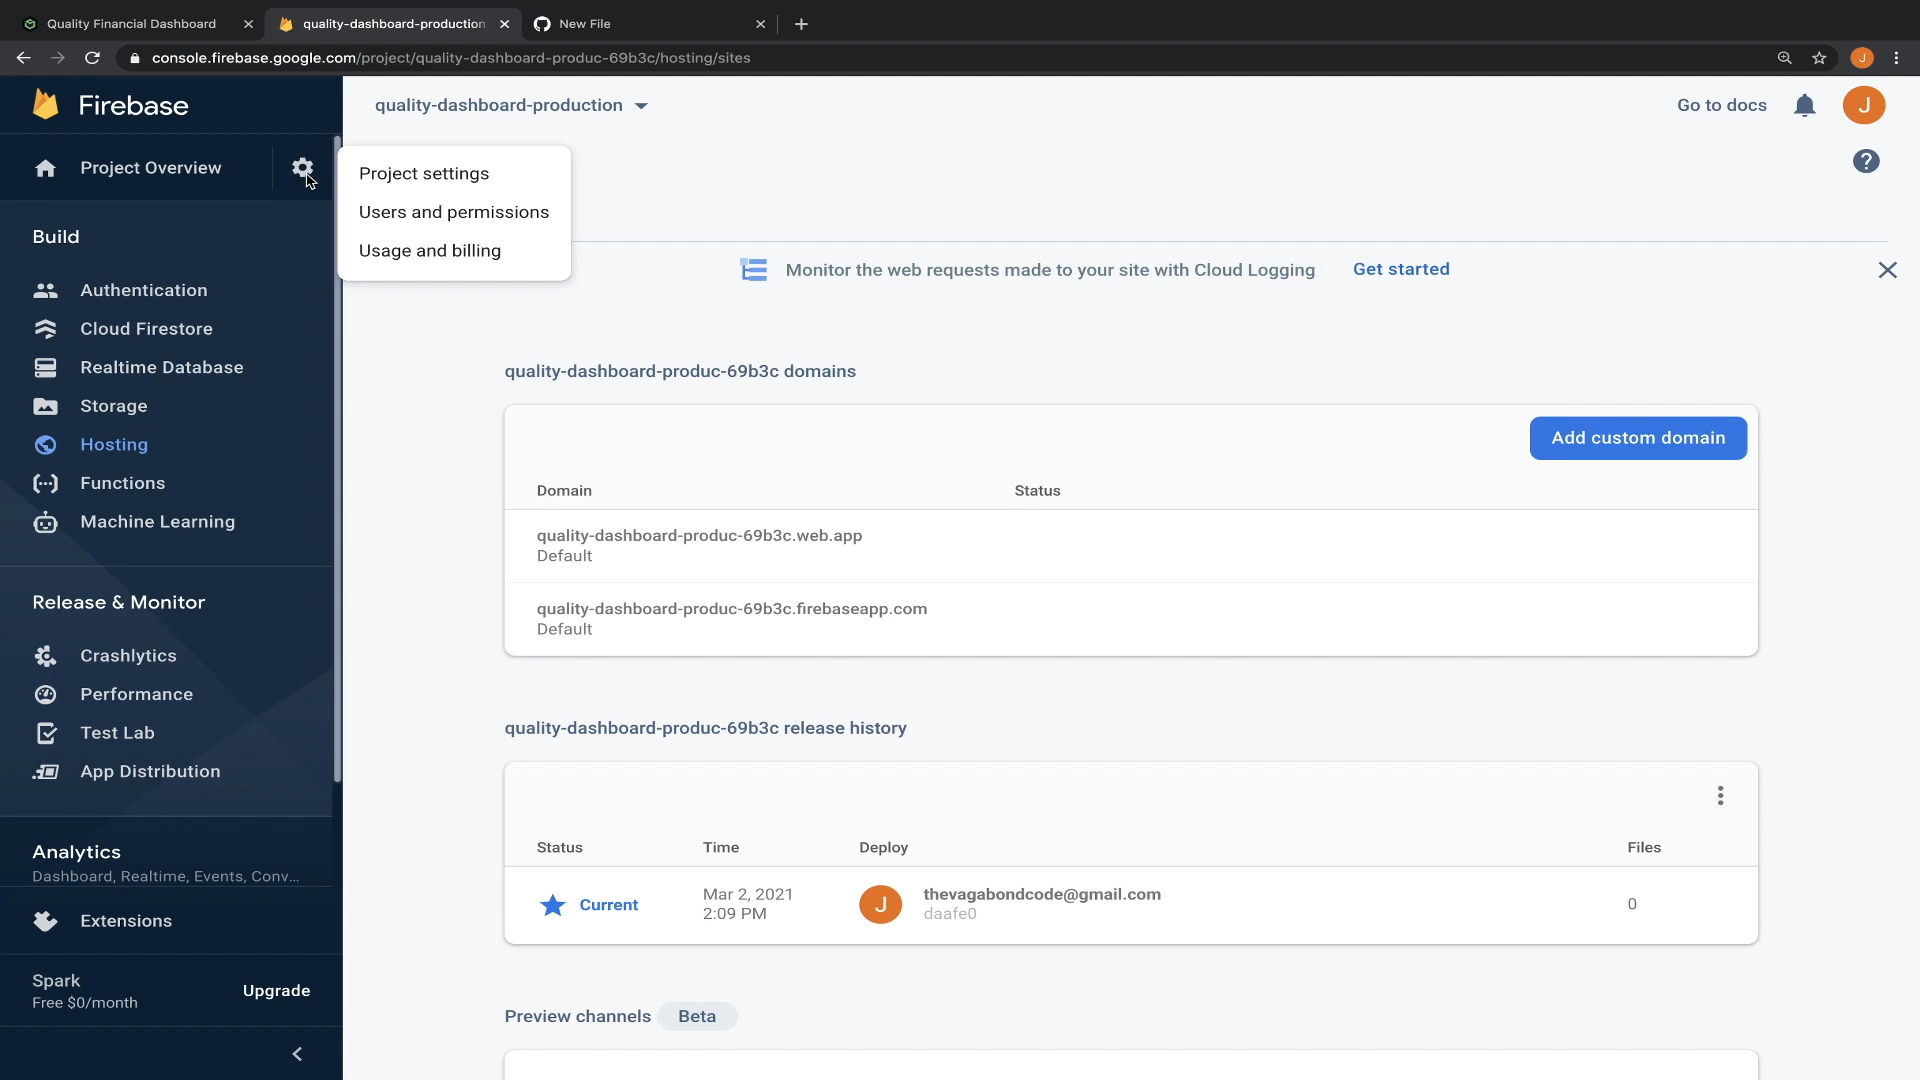 Quality Financial Dashboard
quality-dashboard-production
New File
console.firebase.google.com/project/quality-dashboard-produc-69b3c/hosting/sites
J
Firebase
quality-dashboard-production
Go to docs
J
Project Overview
Project settings
Users and permissions
Usage and billing
Build
Authentication
Cloud Firestore
Realtime Database
Storage
Hosting
Functions
Machine Learning
Release & Monitor
Crashlytics
Performance
Test Lab
App Distribution
Analytics
Dashboard, Realtime, Events, Conv...
Extensions
Spark
Free $0/month
Upgrade
Monitor the web requests made to your site with Cloud Logging
Get started
quality-dashboard-produc-69b3c domains
Add custom domain
Domain
Status
quality-dashboard-produc-69b3c.web.app
Default
quality-dashboard-produc-69b3c.firebaseapp.com
Default
quality-dashboard-produc-69b3c release history
Status
Time
Deploy
Files
Current
Mar 2, 2021
2:09 PM
J
thevagabondcode@gmail.com
daafe0
0
Preview channels
Beta